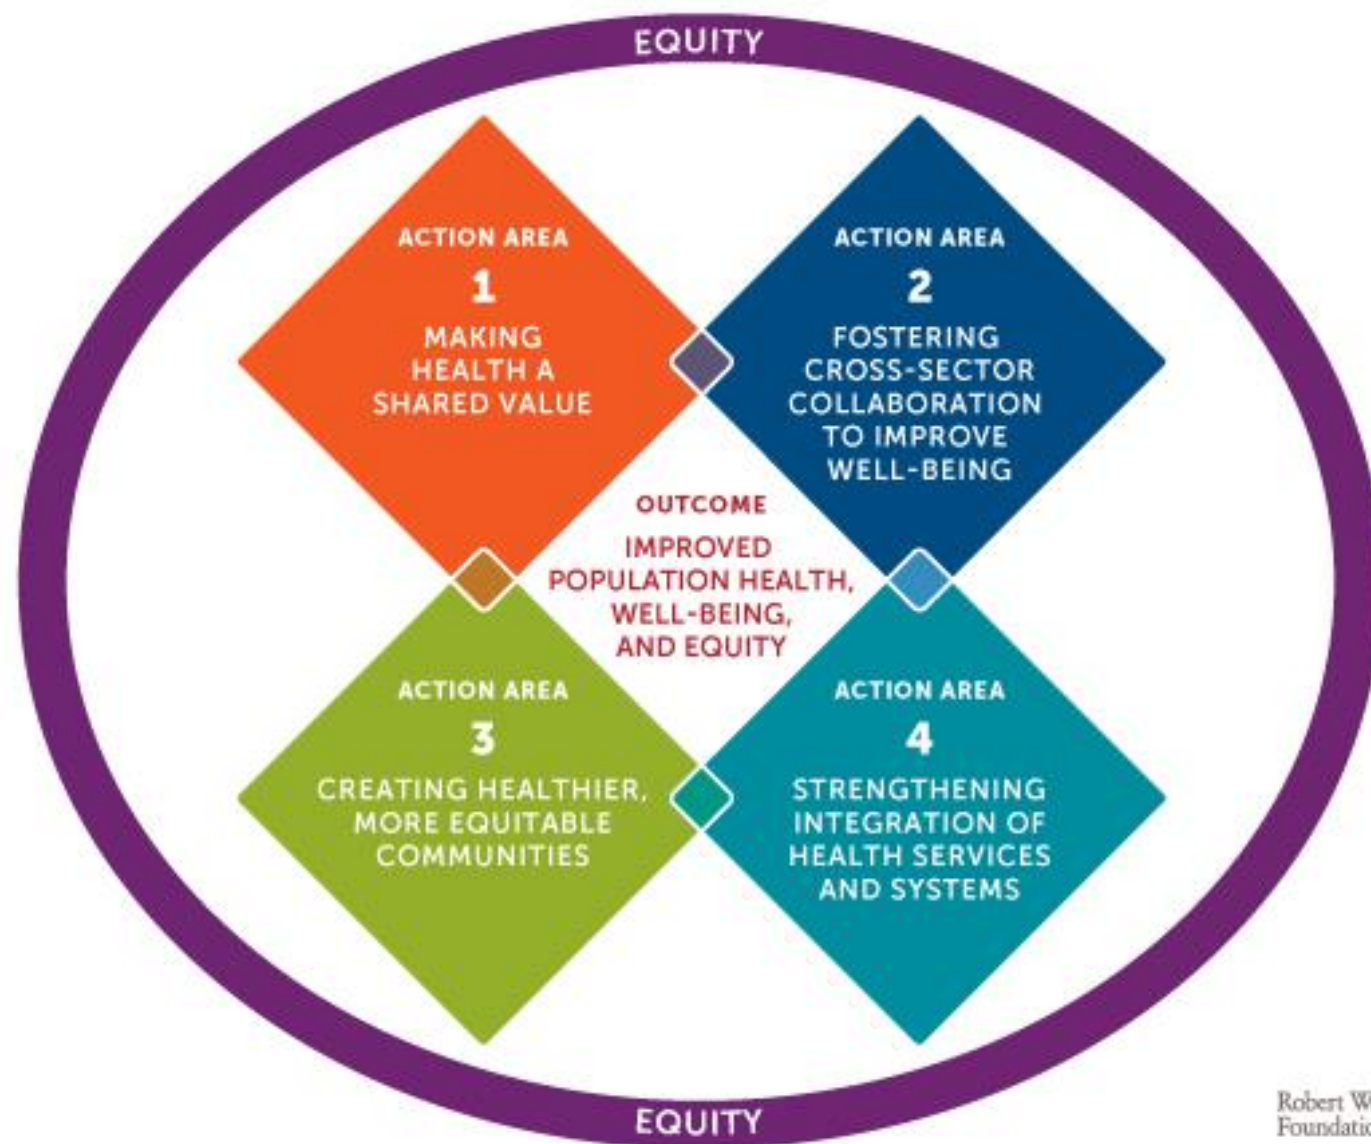 EQUITY
ACTION AREA
1
MAKING
HEALTH A
SHARED VALUE
ACTION AREA
2
FOSTERING
CROSS-SECTOR
COLLABORATION
TO IMPROVE
WELL-BEING
OUTCOME
IMPROVED
POPULATION HEALTH,
WELL-BEING,
AND EQUITY
ACTION AREA
3
CREATING HEALTHIER,
MORE EQUITABLE
COMMUNITIES
ACTION AREA
4
STRENGTHENING
INTEGRATION OF
HEALTH SERVICES
AND SYSTEMS
EQUITY
Robert